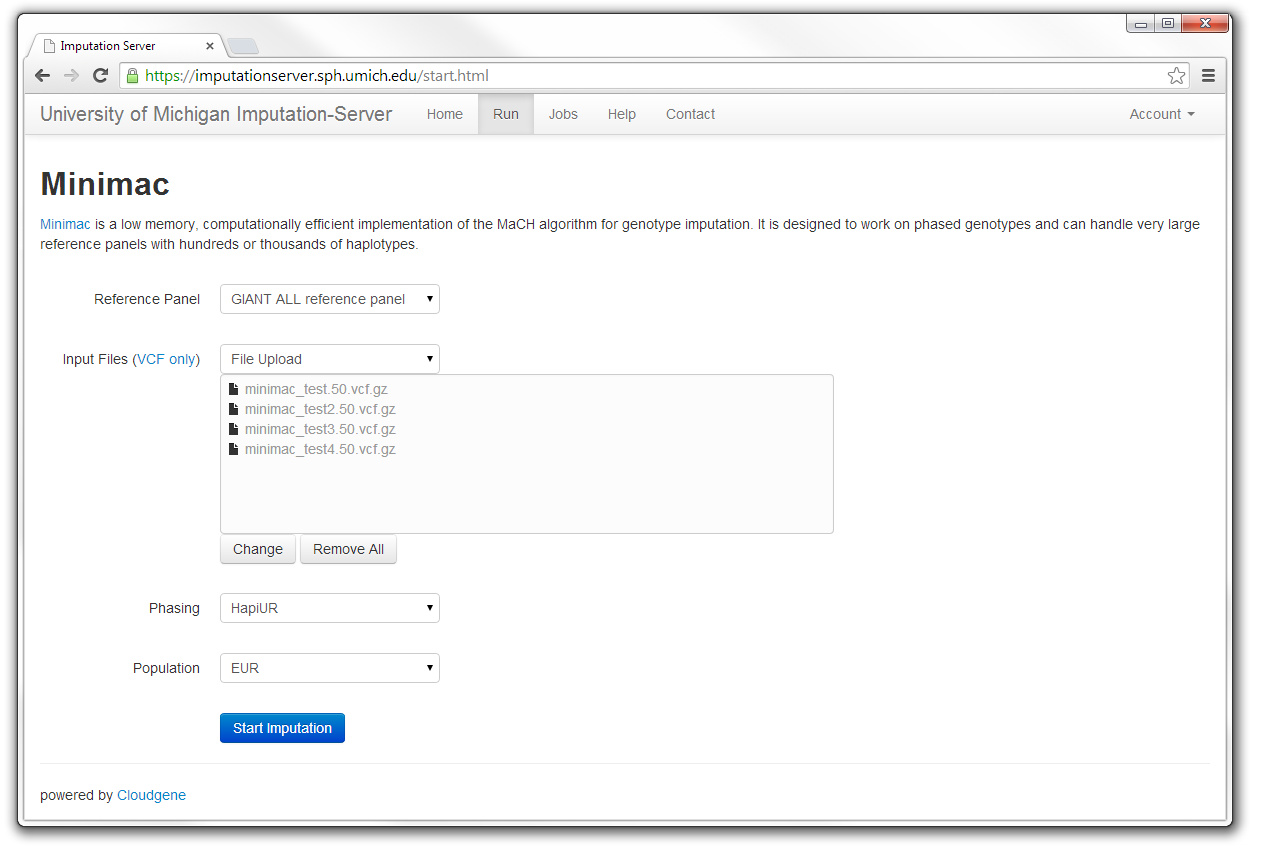 Imputation Server
https://imputationserver.sph.umich.edu/start.html
University of Michigan Imputation-Server Home Run Jobs Help Contact Account
Minimac
Minimac is a low memory, computationally efficient implementation of the MaCH algorithm for genotype imputation. It is designed to work on phased genotypes and can handle very large
reference panels with hundreds or thousands of haplotypes.
Reference Panel GIANT ALL reference panel
Input Files (VCF only) File Upload
minimac_test.50.vcf.gz
minimac_test2.50.vcf.gz
minimac_test3.50.vcf.gz
minimac_test4.50.vcf.gz
Change Remove All
Phasing HapiUR
Population EUR
Start Imputation
powered by Cloudgene